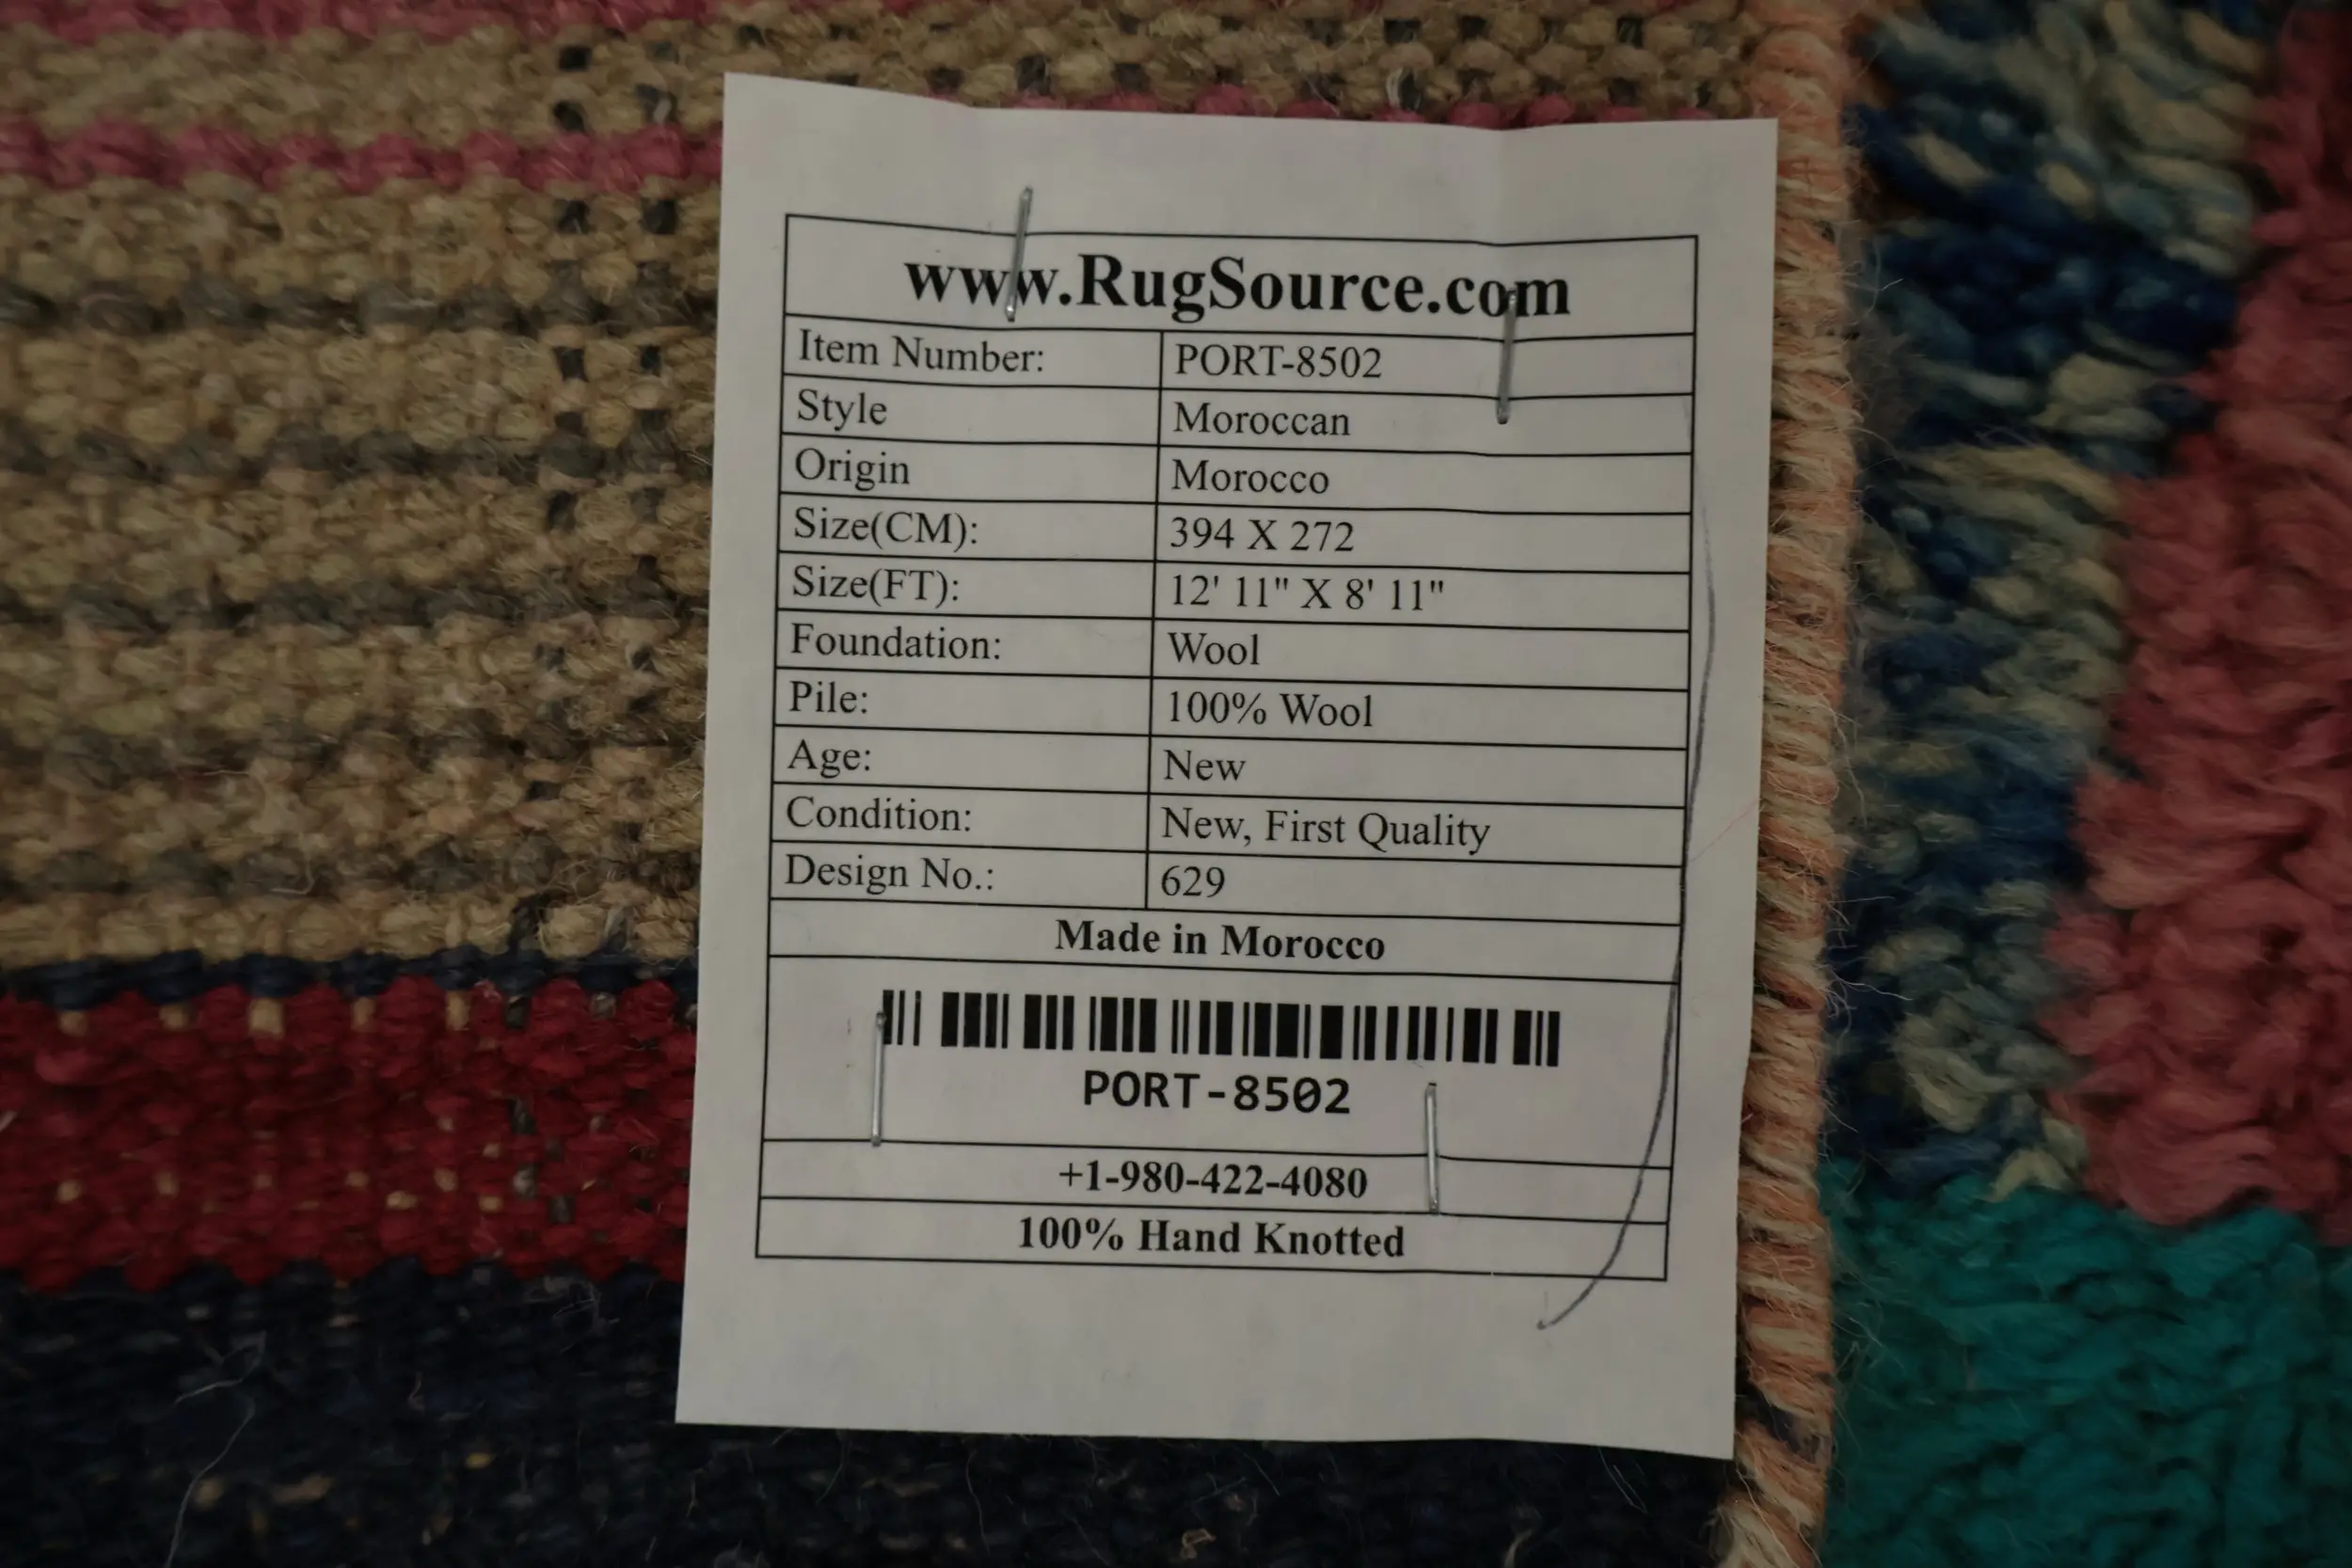 www.RugSource.com
Item Number: PORT-8502
Style Moroccan
Origin Morocco
Size(CM): 394 X 272
Size(FT): 12' 11" X 8' 11"
Foundation: Wool
Pile: 100% Wool
Age: New
Condition: New, First Quality
Design No.: 629
Made in Morocco
PORT-8502
+1-980-422-4080
100% Hand Knotted